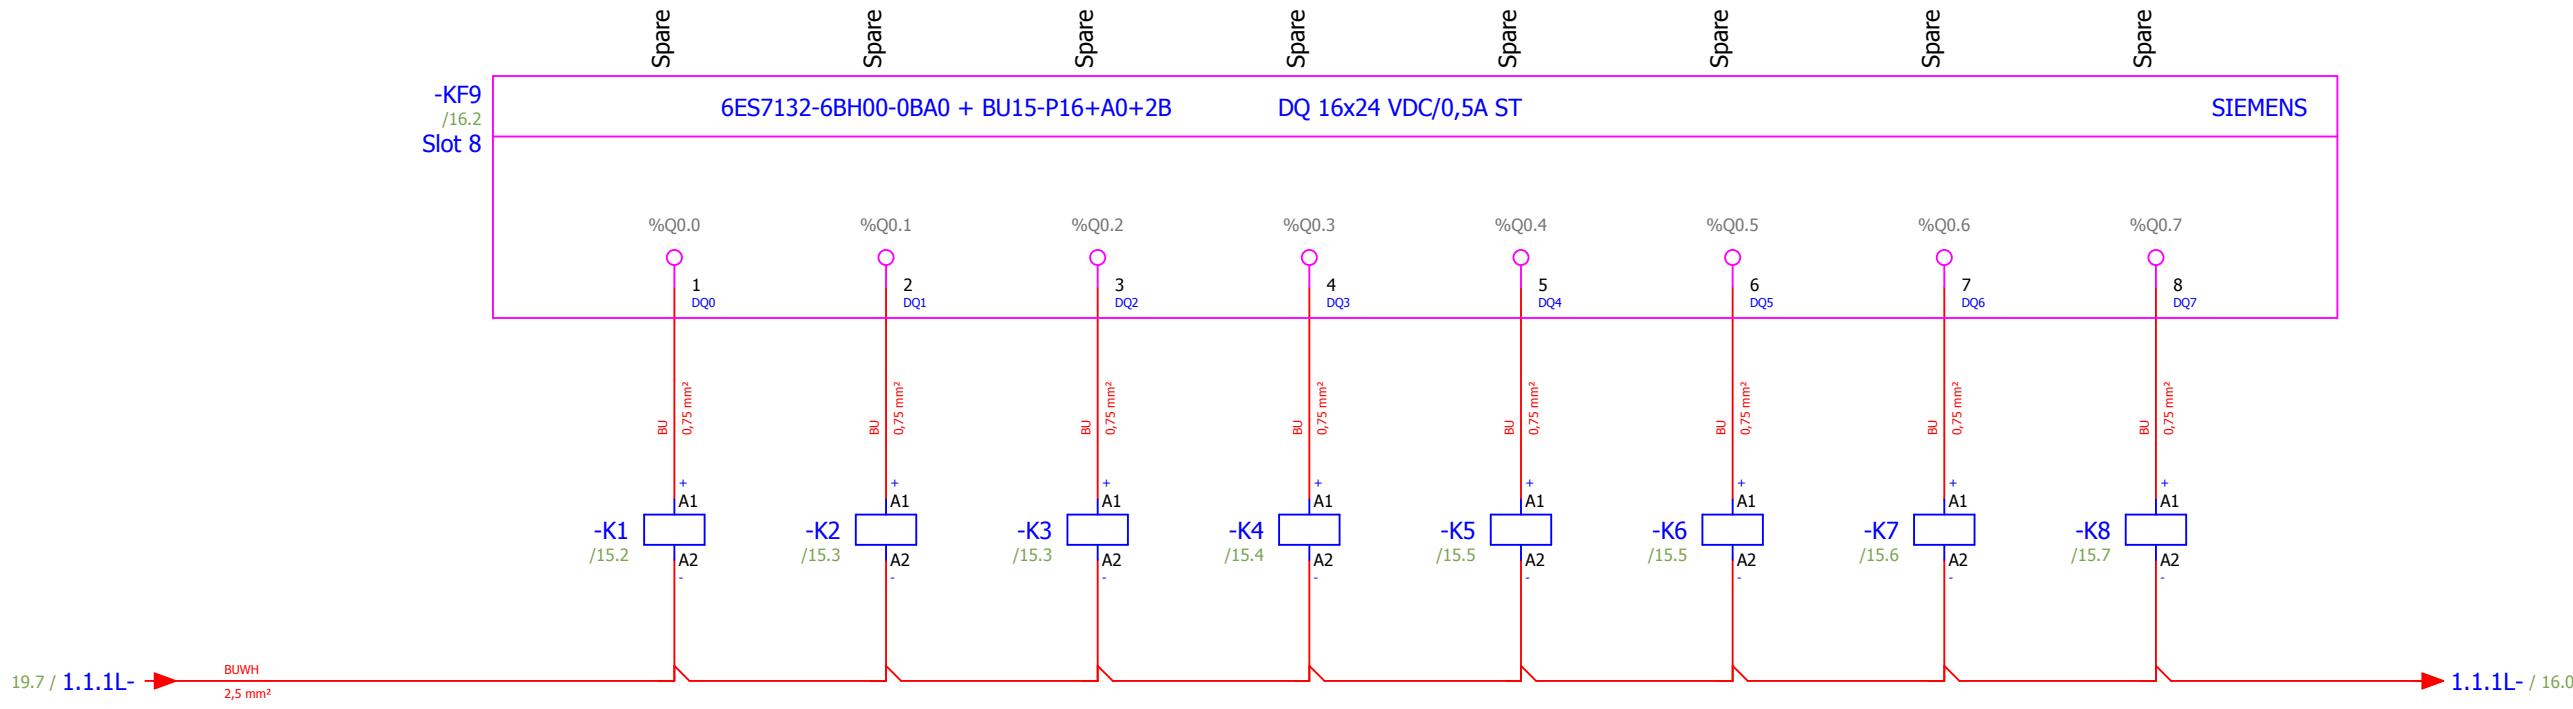 Spare Spare Spare Spare Spare Spare Spare Spare
-KF9 6ES7132-6BH00-0BA0 + BU15-P16+A0+2B DQ 16x24 VDC/0,5A ST SIEMENS
/16.2
Slot 8
%Q0.0 %Q0.1 %Q0.2 %Q0.3 %Q0.4 %Q0.5 %Q0.6 %Q0.7
1 2 3 4 5 6 7 8
DQ0 DQ1 DQ2 DQ3 DQ4 DQ5 DQ6 DQ7
BU 0,75 mm² BU 0,75 mm² BU 0,75 mm² BU 0,75 mm² BU 0,75 mm² BU 0,75 mm² BU 0,75 mm² BU 0,75 mm²
+ + + + + + + +
A1 A1 A1 A1 A1 A1 A1 A1
-K1 -K2 -K3 -K4 -K5 -K6 -K7 -K8
/15.2 /15.3 /15.3 /15.4 /15.5 /15.5 /15.6 /15.7
A2 A2 A2 A2 A2 A2 A2 A2
- - - - - - - -
BUWH
19.7 / 1.1.1L- 1.1.1L- / 16.0
2,5 mm²